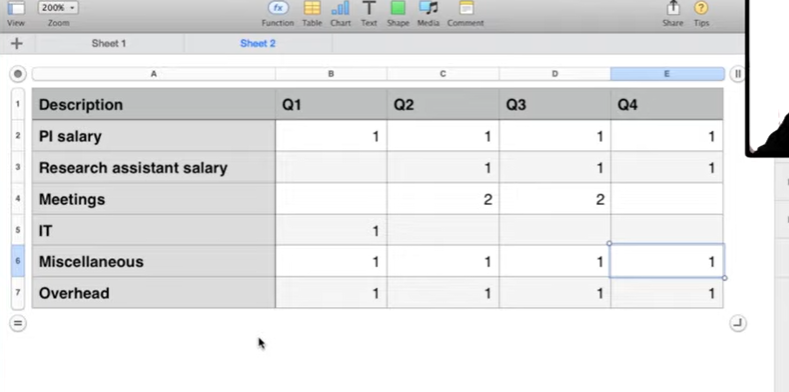 200%
View Zoom Function Table Chart Text Shape Media Comment Share Tips
Sheet 1 Sheet 2
A B C D E
1 Description Q1 Q2 Q3 Q4
2 PI salary 1 1 1 1
3 Research assistant salary 1 1 1
4 Meetings 2 2
5 IT 1
6 Miscellaneous 1 1 1 1
7 Overhead 1 1 1 1